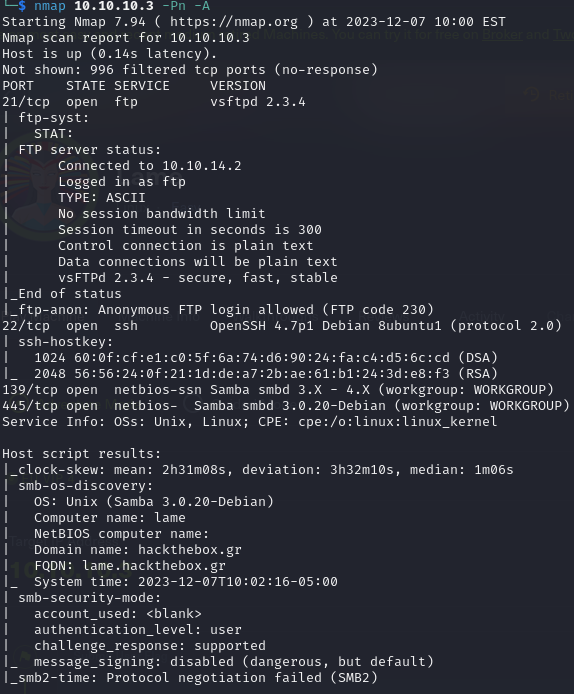 └─$ nmap 10.10.10.3 -Pn -A
Starting Nmap 7.94 ( https://nmap.org ) at 2023-12-07 10:00 EST
Nmap scan report for 10.10.10.3
Host is up (0.14s latency).
Not shown: 996 filtered tcp ports (no-response)
PORT    STATE SERVICE     VERSION
21/tcp  open  ftp         vsftpd 2.3.4
| ftp-syst:
|   STAT:
| FTP server status:
|      Connected to 10.10.14.2
|      Logged in as ftp
|      TYPE: ASCII
|      No session bandwidth limit
|      Session timeout in seconds is 300
|      Control connection is plain text
|      Data connections will be plain text
|      vsFTPd 2.3.4 - secure, fast, stable
|_End of status
|_ftp-anon: Anonymous FTP login allowed (FTP code 230)
22/tcp  open  ssh         OpenSSH 4.7p1 Debian 8ubuntu1 (protocol 2.0)
| ssh-hostkey:
|   1024 60:0f:cf:e1:c0:5f:6a:74:d6:90:24:fa:c4:d5:6c:cd (DSA)
|_  2048 56:56:24:0f:21:1d:de:a7:2b:ae:61:b1:24:3d:e8:f3 (RSA)
139/tcp open  netbios-ssn Samba smbd 3.X - 4.X (workgroup: WORKGROUP)
445/tcp open  netbios-  Samba smbd 3.0.20-Debian (workgroup: WORKGROUP)
Service Info: OSs: Unix, Linux; CPE: cpe:/o:linux:linux_kernel

Host script results:
|_clock-skew: mean: 2h31m08s, deviation: 3h32m10s, median: 1m06s
| smb-os-discovery:
|   OS: Unix (Samba 3.0.20-Debian)
|   Computer name: lame
|   NetBIOS computer name:
|   Domain name: hackthebox.gr
|   FQDN: lame.hackthebox.gr
|_  System time: 2023-12-07T10:02:16-05:00
| smb-security-mode:
|   account_used: <blank>
|   authentication_level: user
|   challenge_response: supported
|_  message_signing: disabled (dangerous, but default)
|_smb2-time: Protocol negotiation failed (SMB2)